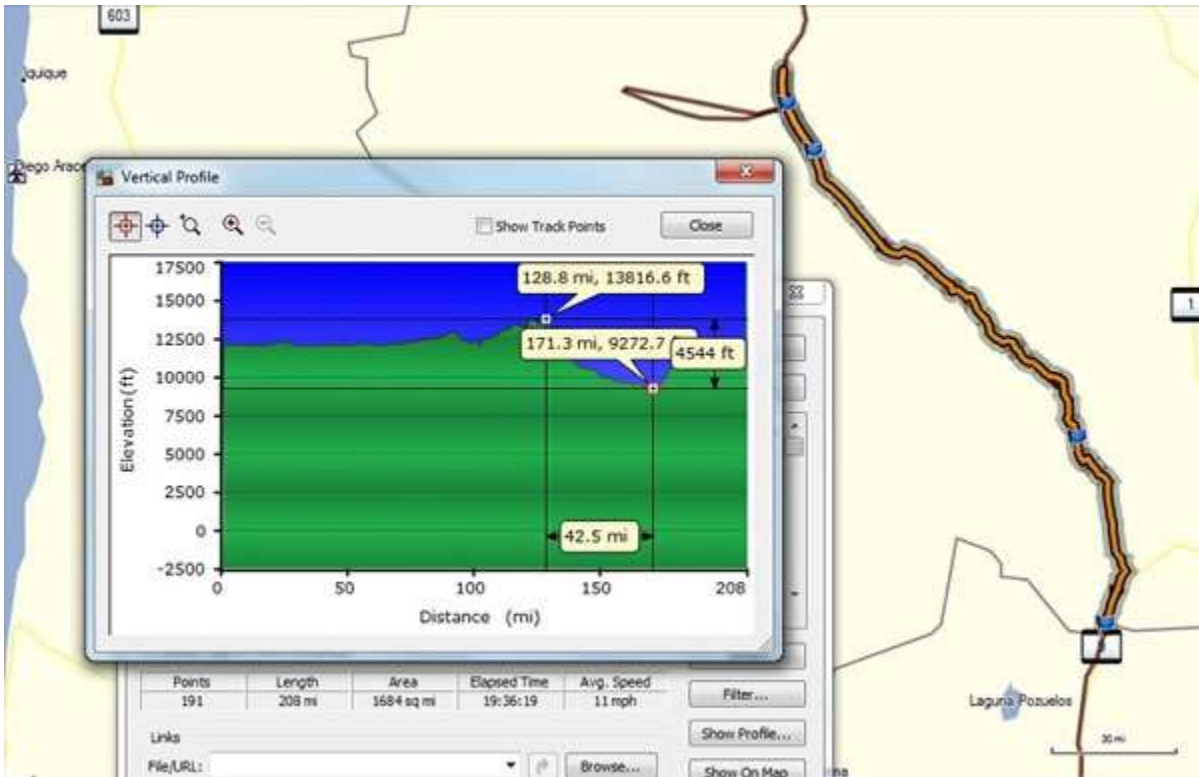 603
quique
Diego Arace
Vertical Profile
Show Track Points
Close
17500
15000
12500
10000
7500
5000
2500
0
-2500
Elevation (ft)
128.8 mi, 13816.6 ft
171.3 mi, 9272.7
4544 ft
42.5 mi
0
50
100
150
208
Distance (mi)
1
Points Length Area Elapsed Time Avg. Speed
191 208 mi 1684 sq mi 19:36:19 11 mph
Filter...
Links
Show Profile...
File/URL:
Browse...
Show On Map
Laguna Pozuelos
20 mi